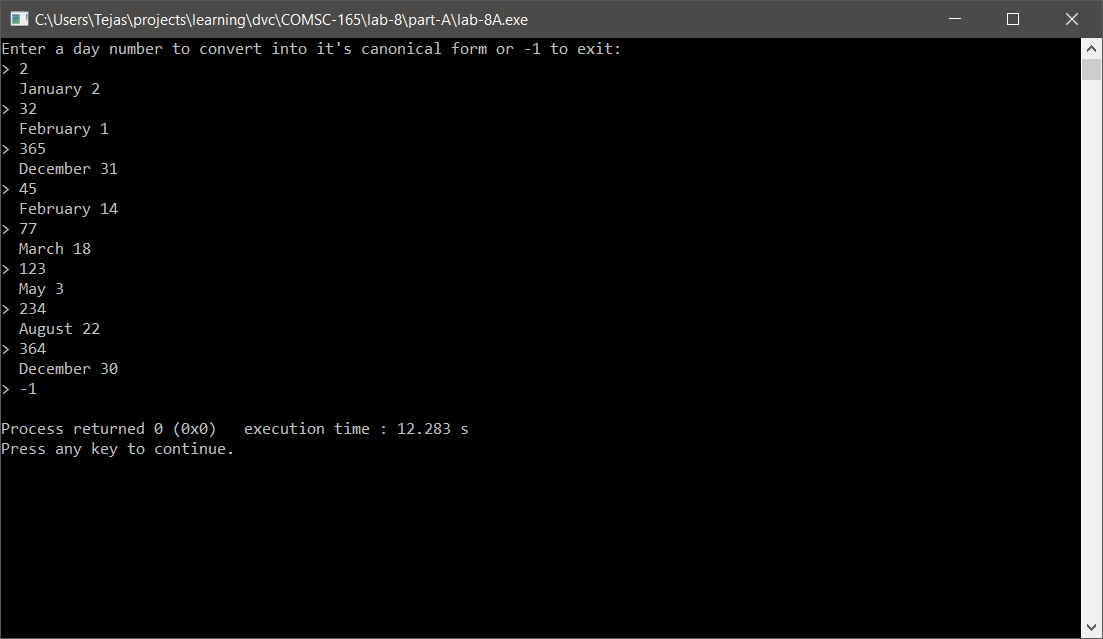 C:\Users\Tejas\projects\learning\dvc\COMSC-165\lab-8\part-A\lab-8A.exe
Enter a day number to convert into it's canonical form or -1 to exit:
> 2
  January 2
> 32
  February 1
> 365
  December 31
> 45
  February 14
> 77
  March 18
> 123
  May 3
> 234
  August 22
> 364
  December 30
> -1

Process returned 0 (0x0)   execution time : 12.283 s
Press any key to continue.